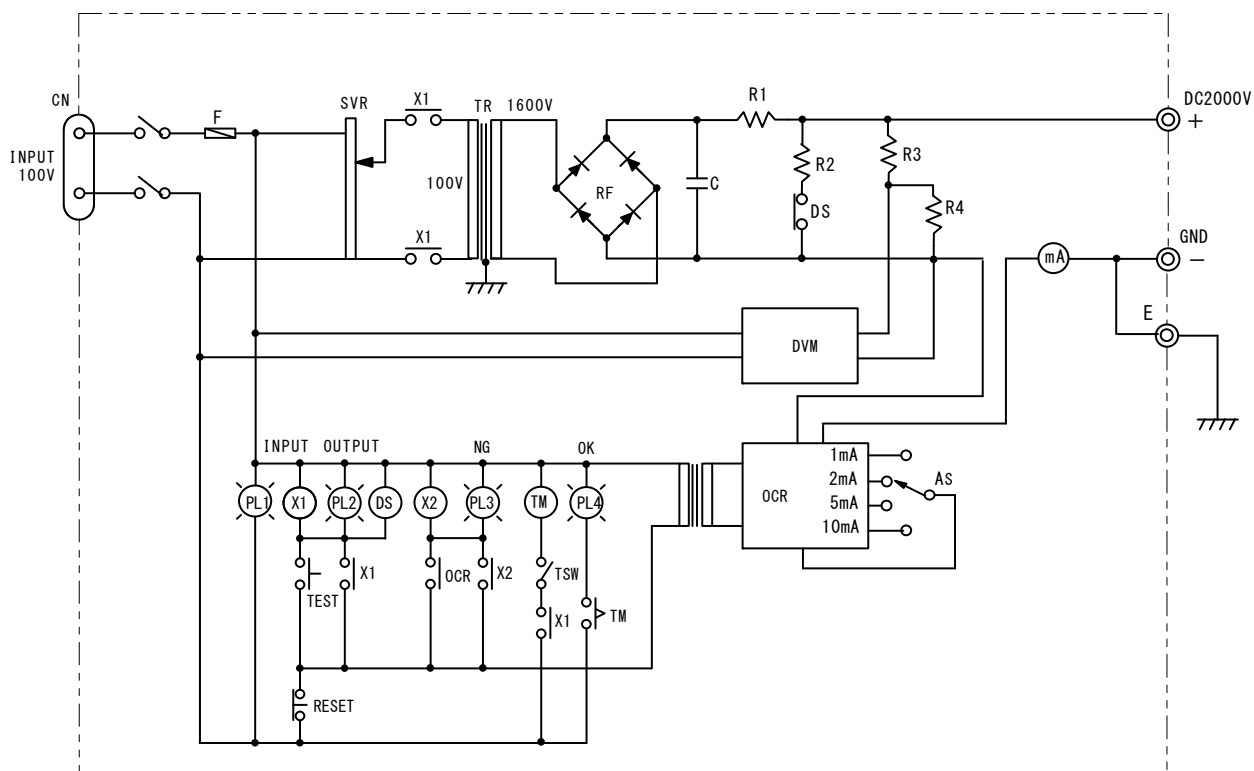 CN
INPUT
100V
F
SVR
X1
TR
1600V
100V
X1
RF
C
R1
R2
DS
R3
R4
DC2000V
+
GND
−
mA
E
DVM
INPUT
OUTPUT
NG
OK
PL1
X1
PL2
DS
X2
PL3
TM
PL4
TEST
X1
OCR
X2
TSW
X1
TM
RESET
OCR
1mA
2mA
5mA
10mA
AS